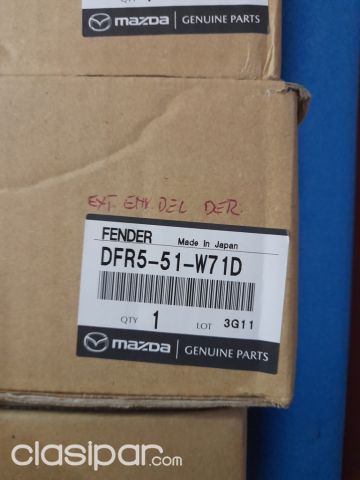 mazda GENUINE PARTS
EXT. EMB. DEL DER.
FENDER Made In Japan
DFR5-51-W71D
QTY 1 LOT 3G11
mazda GENUINE PARTS
clasipar.com